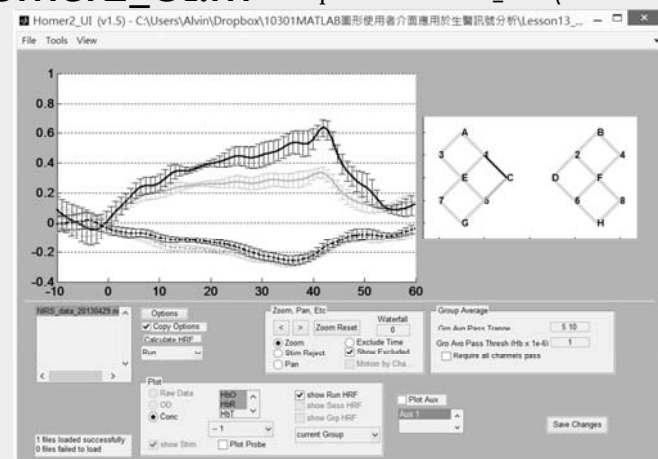 Homer2_UI (v1.5) - C:\Users\Alvin\Dropbox\10301MATLAB圖形使用者介面應用於生醫訊號分析\Lesson13_...
File Tools View
1
0.8
0.6
0.4
0.2
0
-0.2
-0.4
-10 0 10 20 30 40 50 60
A B
3 4 2 4
E C D F
7 6 8
G H
NIRS_data_20130429.ni
Options
Copy Options
Calculate HRF
Run
Zoom, Pan, Etc
< > Zoom Reset
Waterfall
0
Zoom
Stim Reject
Pan
Exclude Time
Show Excluded
Motion by Cha...
Group Average
Grp Avg Pass
5 10
Grp Avg Pass Thresh (Hb x 1e-6)
1
Require all channels pass
Plot
Raw Data
OD
Conc
HbO
HbR
HbT
-- 1
show Stim
Plot Probe
show Run HRF
show Sess HRF
show Grp HRF
current Group
Plot Aux
Aux 1
Save Changes
1 files loaded successfully
0 files failed to load